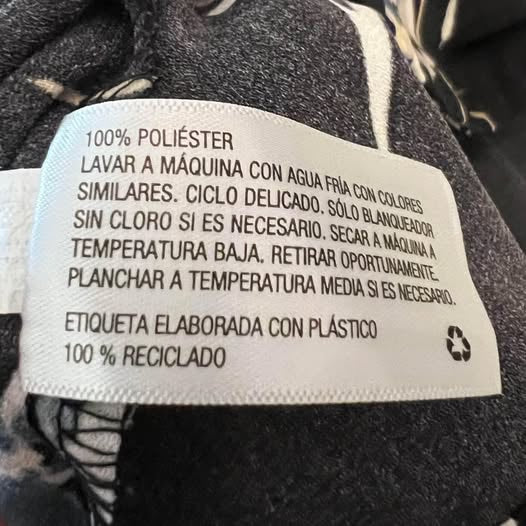 100% POLIÉSTER
LAVAR A MÁQUINA CON AGUA FRÍA CON COLORES
SIMILARES. CICLO DELICADO. SÓLO BLANQUEADOR
SIN CLORO SI ES NECESARIO. SECAR A MÁQUINA A
TEMPERATURA BAJA. RETIRAR OPORTUNAMENTE.
PLANCHAR A TEMPERATURA MEDIA SI ES NECESARIO.
ETIQUETA ELABORADA CON PLÁSTICO
100 % RECICLADO